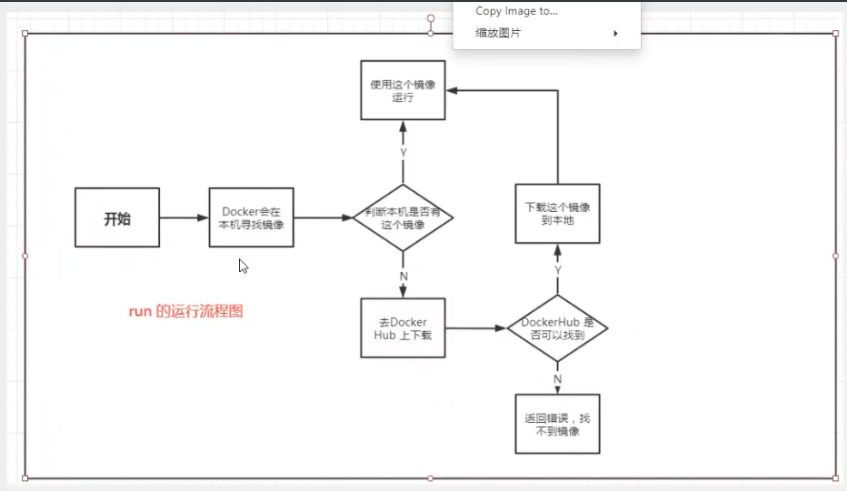 Copy Image to...
缩放图片
使用这个镜像
运行
Y
开始
Docker会在
本机寻找镜像
判断本机是否有
这个镜像
下载这个镜像
到本地
N
Y
run 的运行流程图
去Docker
Hub 上下载
DockerHub 是
否可以找到
N
返回错误，找
不到镜像